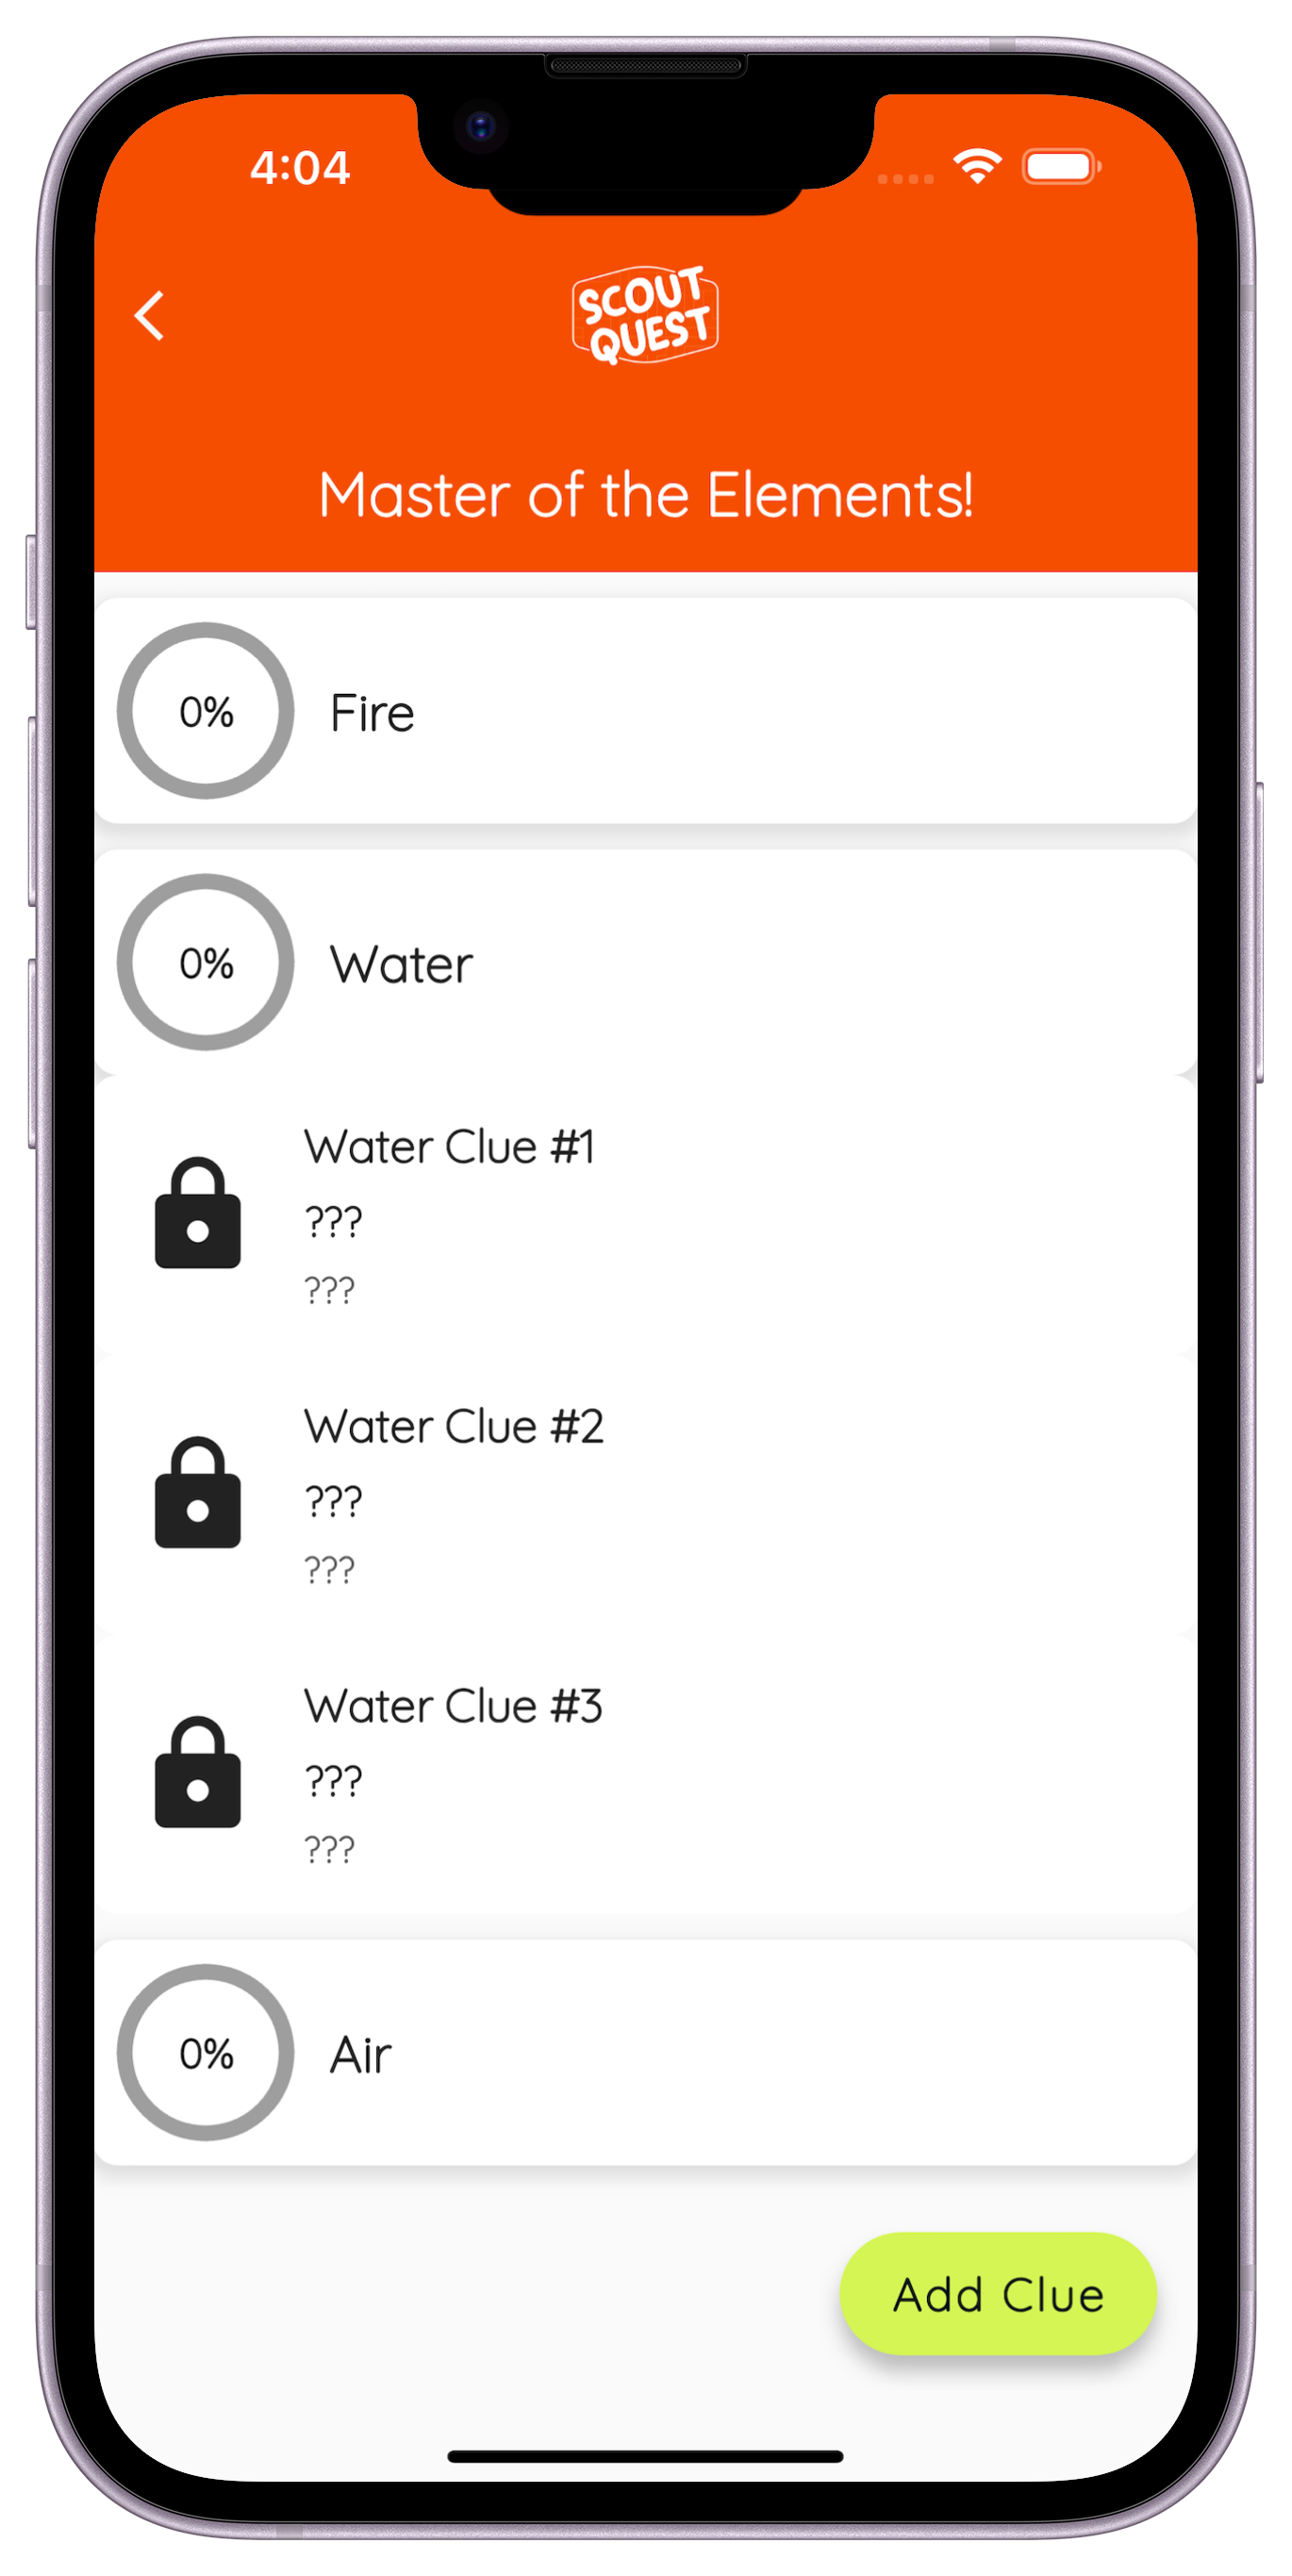 4:04
SCOUT
QUEST
Master of the Elements!
0%
Fire
0%
Water
Water Clue #1
???
???
Water Clue #2
???
???
Water Clue #3
???
???
0%
Air
Add Clue